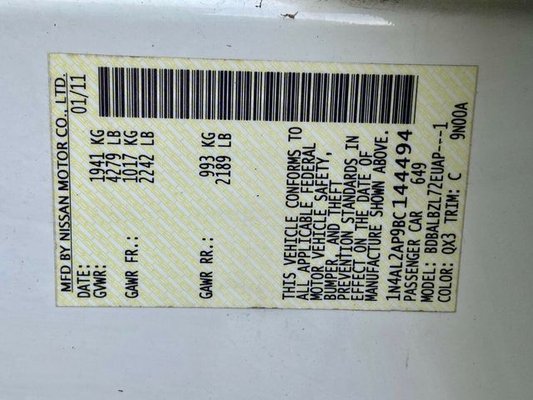 MFD BY NISSAN MOTOR CO., LTD.
DATE: 01/11
GVWR: 1941 KG
4279 LB
GAWR FR.: 1017 KG
2242 LB
GAWR RR.: 993 KG
2189 LB
THIS VEHICLE CONFORMS TO
ALL APPLICABLE FEDERAL
MOTOR VEHICLE SAFETY,
BUMPER, AND THEFT
PREVENTION STANDARDS IN
EFFECT ON THE DATE OF
MANUFACTURE SHOWN ABOVE.
1N4AL2AP9BC144494
PASSENGER CAR 649
MODEL: BDBALBZL72EUAP---1
COLOR: QX3 TRIM: C 9N00A